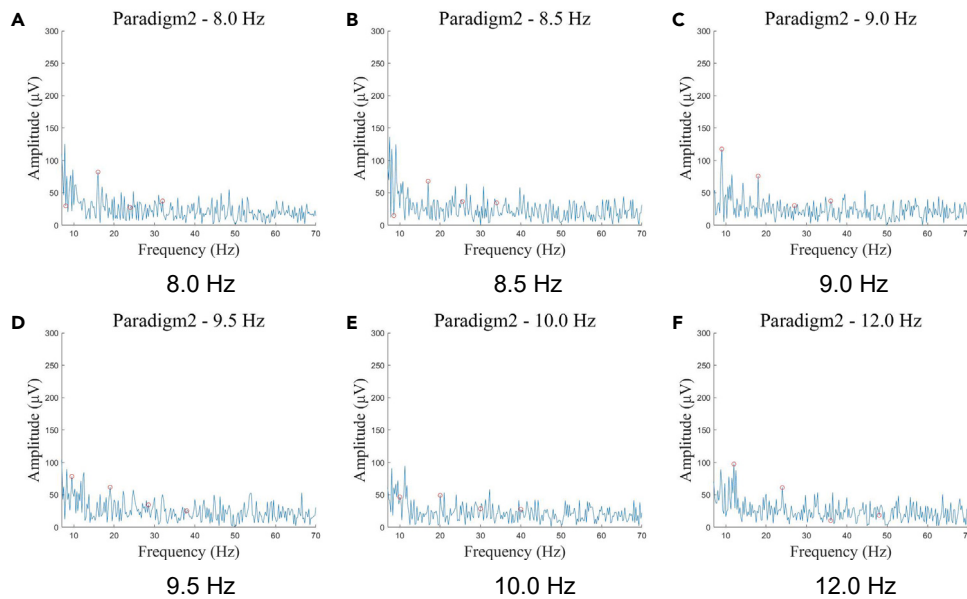 A
Paradigm2 - 8.0 Hz
Amplitude (µV)
300
250
200
150
100
50
0
10 20 30 40 50 60 70
Frequency (Hz)
8.0 Hz
B
Paradigm2 - 8.5 Hz
Amplitude (µV)
300
250
200
150
100
50
0
10 20 30 40 50 60 70
Frequency (Hz)
8.5 Hz
C
Paradigm2 - 9.0 Hz
Amplitude (µV)
300
250
200
150
100
50
0
10 20 30 40 50 60 70
Frequency (Hz)
9.0 Hz
D
Paradigm2 - 9.5 Hz
Amplitude (µV)
300
250
200
150
100
50
0
10 20 30 40 50 60 70
Frequency (Hz)
9.5 Hz
E
Paradigm2 - 10.0 Hz
Amplitude (µV)
300
250
200
150
100
50
0
10 20 30 40 50 60 70
Frequency (Hz)
10.0 Hz
F
Paradigm2 - 12.0 Hz
Amplitude (µV)
300
250
200
150
100
50
0
10 20 30 40 50 60 70
Frequency (Hz)
12.0 Hz